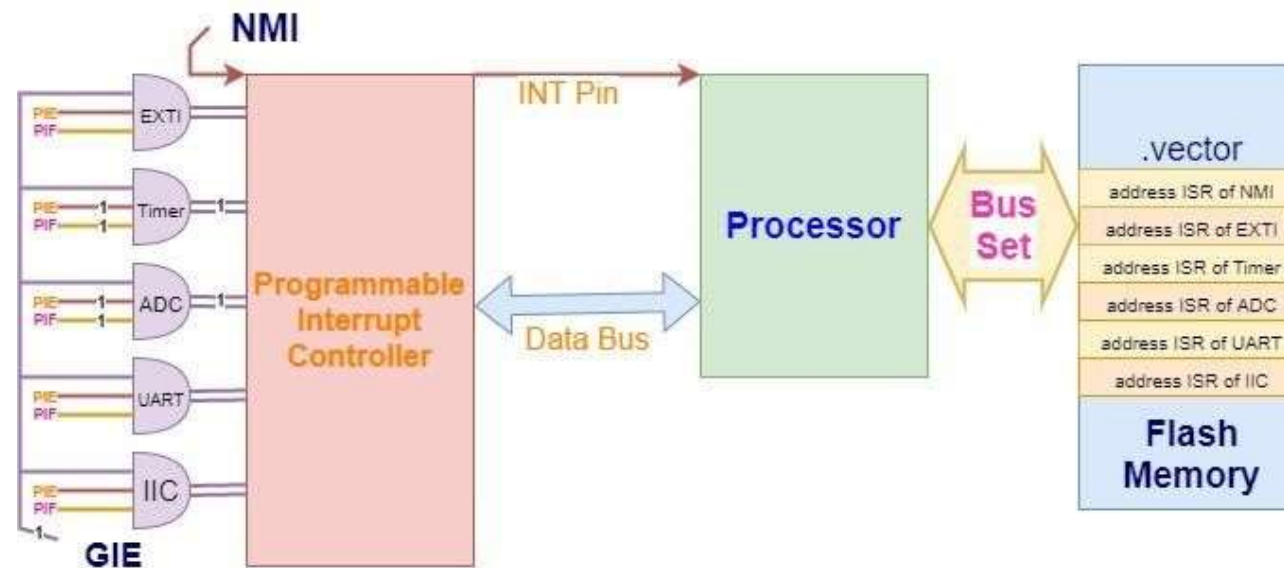 NMI
INT Pin
PIE
PIF
EXTI
PIE 1
PIF 1
Timer 1
PIE 1
PIF 1
ADC 1
PIE
PIF
UART
PIE
PIF
IIC
1
GIE
Programmable
Interrupt
Controller
Data Bus
Processor
Bus
Set
.vector
address ISR of NMI
address ISR of EXTI
address ISR of Timer
address ISR of ADC
address ISR of UART
address ISR of IIC
Flash
Memory